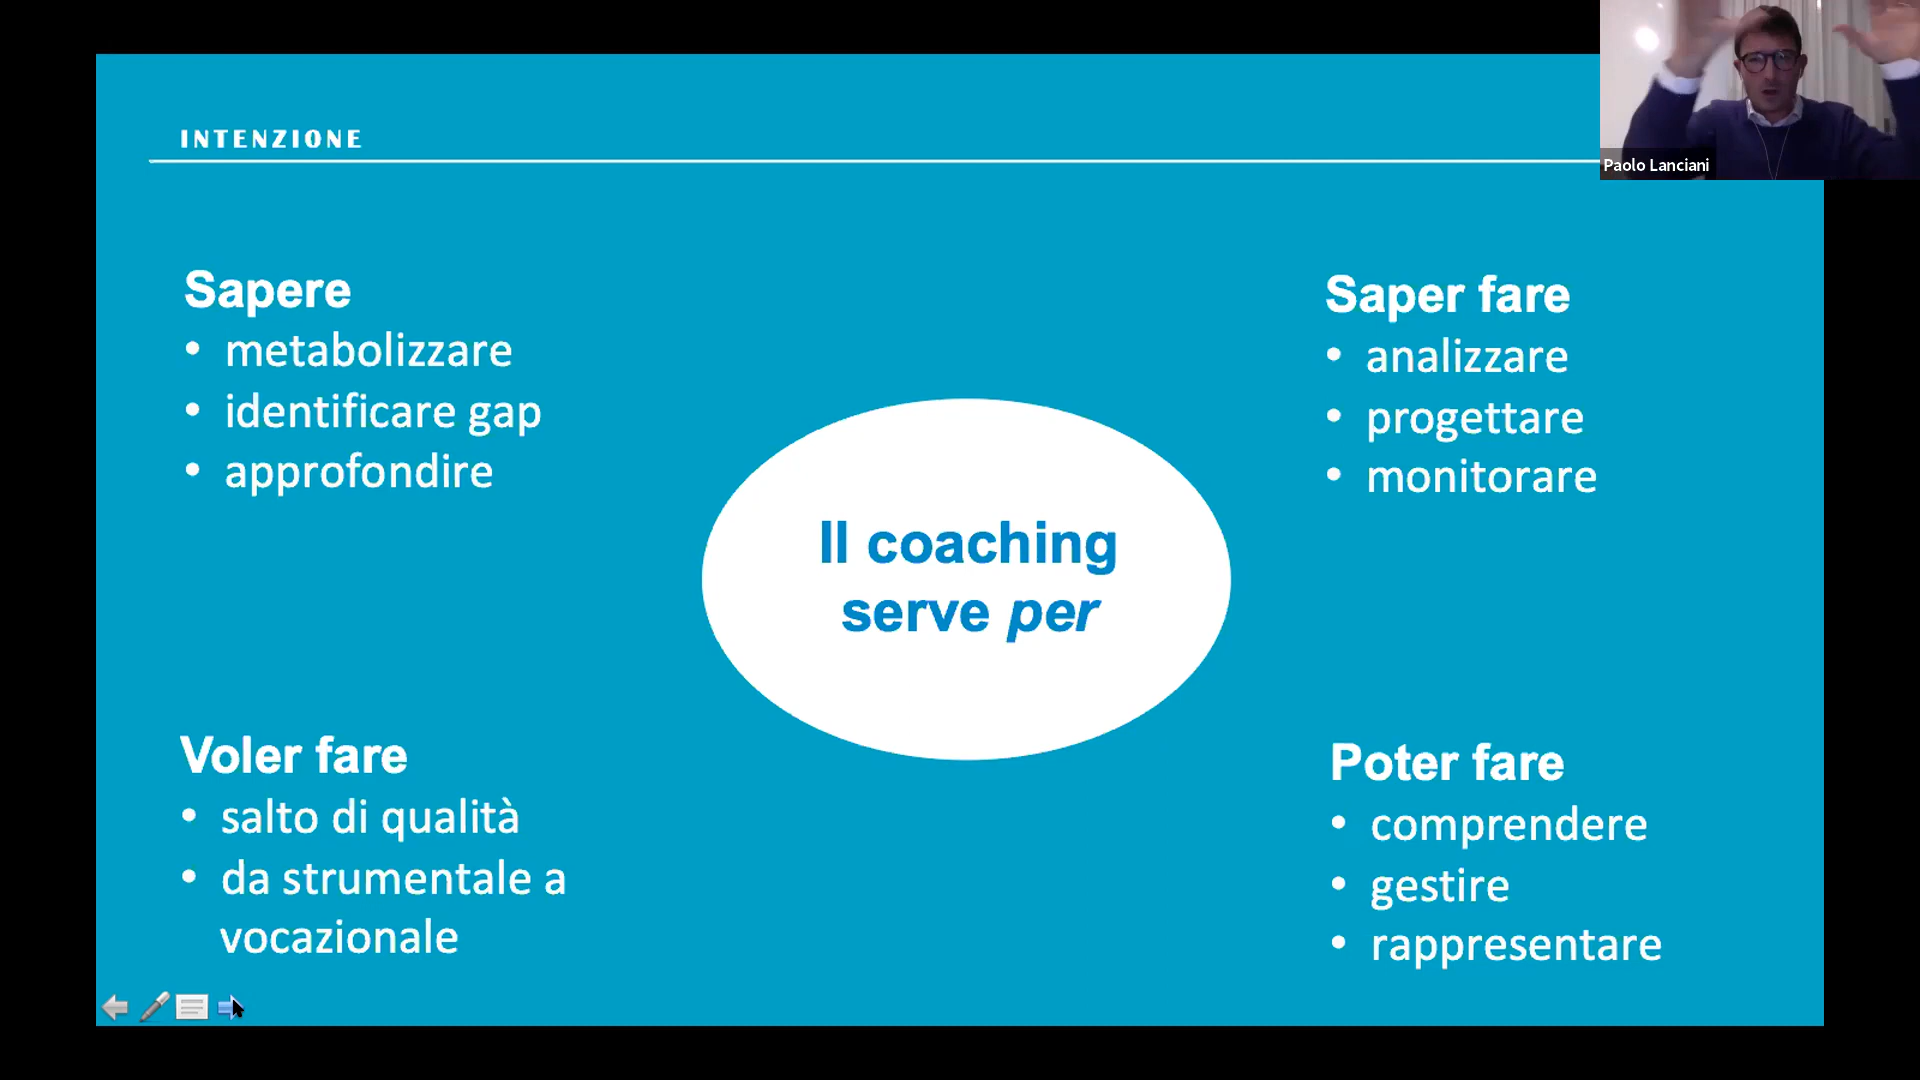 INTENZIONE
Paolo Lanciani
Sapere
• metabolizzare
• identificare gap
• approfondire
Saper fare
• analizzare
• progettare
• monitorare
Il coaching
serve per
Voler fare
• salto di qualità
• da strumentale a
vocazionale
Poter fare
• comprendere
• gestire
• rappresentare